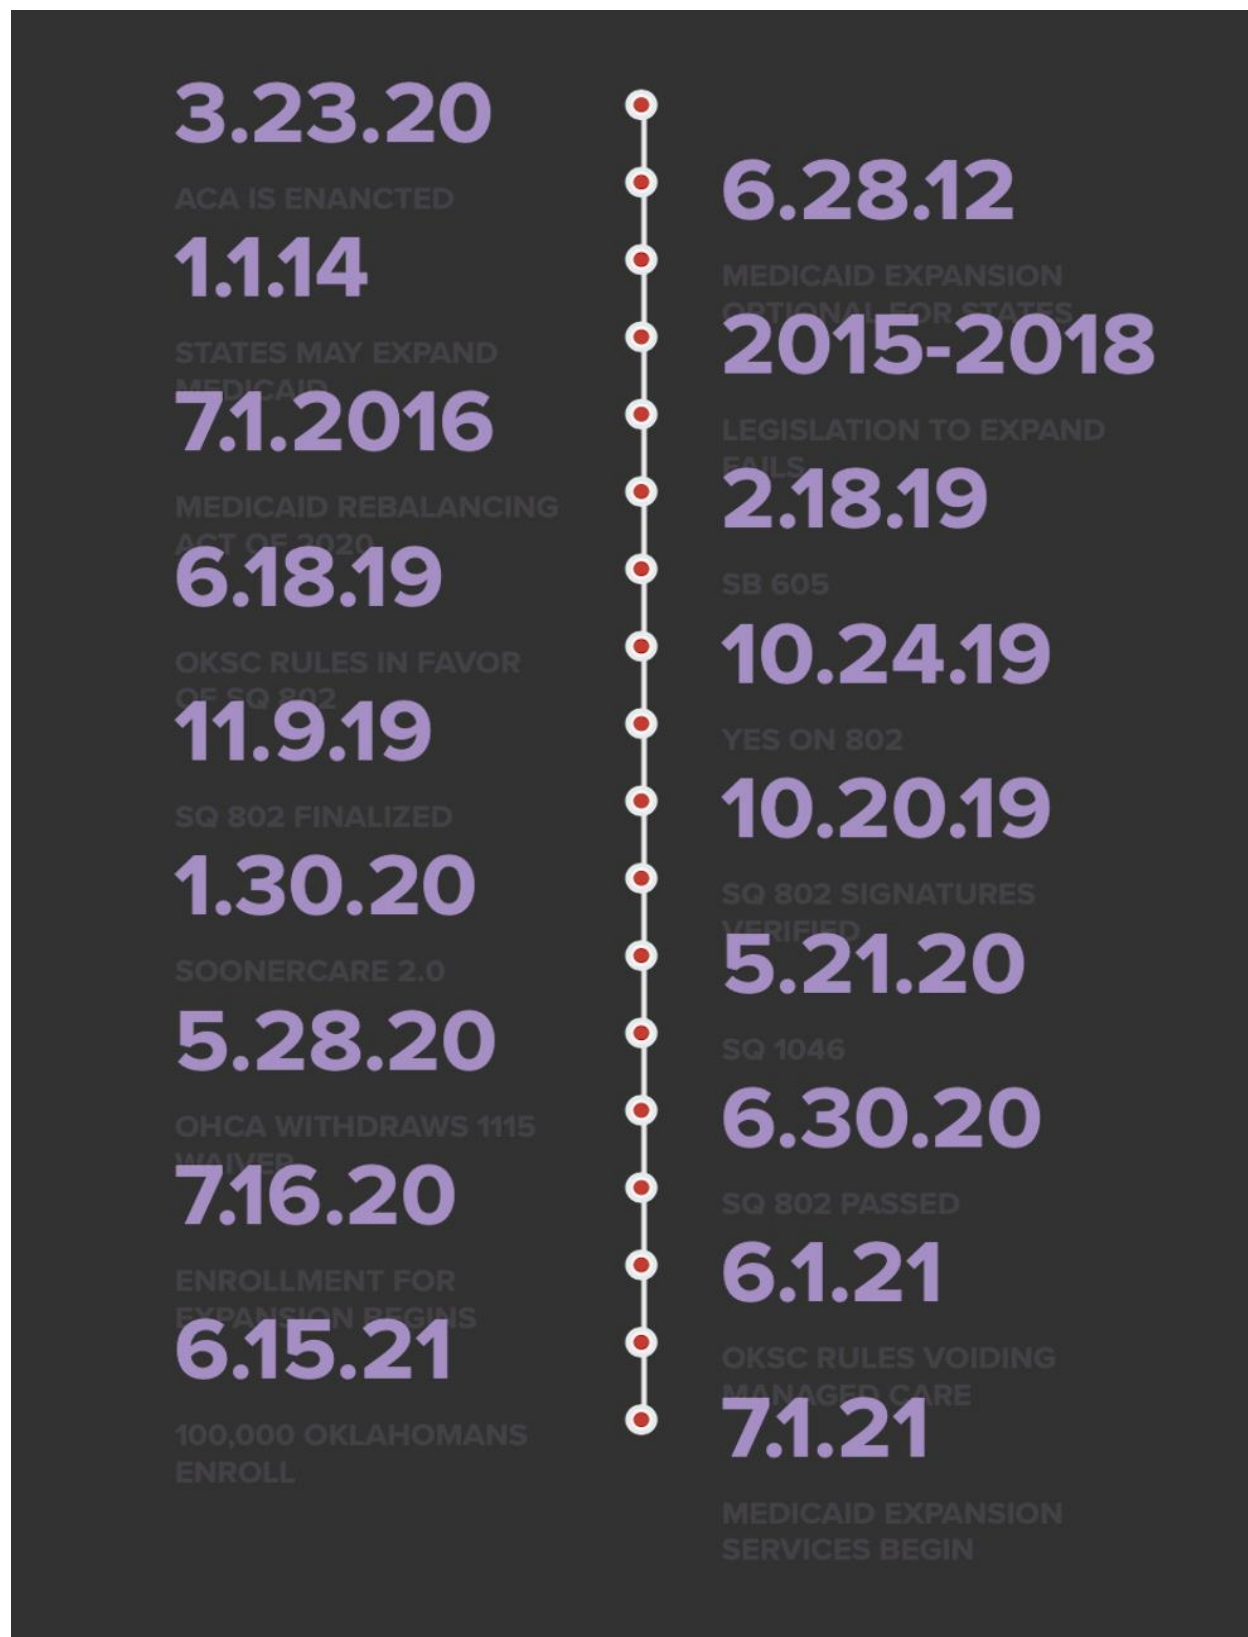 3.23.20
ACA IS ENANCTED
6.28.12
MEDICAID EXPANSION
OPTIONAL FOR STATES
1.1.14
STATES MAY EXPAND
MEDICAID
2015-2018
LEGISLATION TO EXPAND
FAILS
7.1.2016
MEDICAID REBALANCING
ACT OF 2020
2.18.19
SB 605
6.18.19
OKSC RULES IN FAVOR
OF SQ 802
10.24.19
YES ON 802
11.9.19
SQ 802 FINALIZED
10.20.19
SQ 802 SIGNATURES
VERIFIED
1.30.20
SOONERCARE 2.0
5.21.20
SQ 1046
5.28.20
OHCA WITHDRAWS 1115
WAIVER
6.30.20
SQ 802 PASSED
7.16.20
ENROLLMENT FOR
EXPANSION BEGINS
6.1.21
OKSC RULES VOIDING
MANAGED CARE
6.15.21
100,000 OKLAHOMANS
ENROLL
7.1.21
MEDICAID EXPANSION
SERVICES BEGIN